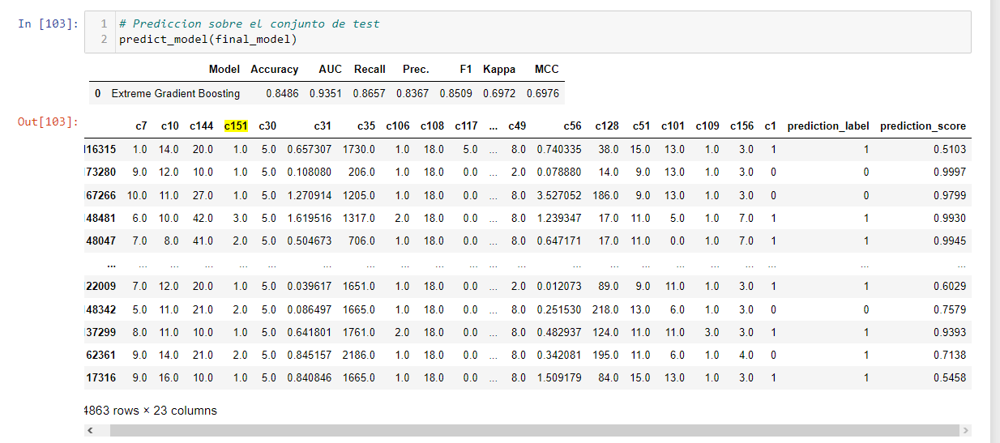 In [103]:
1 # Prediccion sobre el conjunto de test
2 predict_model(final_model)
Model Accuracy AUC Recall Prec. F1 Kappa MCC
0 Extreme Gradient Boosting 0.8486 0.9351 0.8657 0.8367 0.8509 0.6972 0.6976
Out[103]:
c7 c10 c144 c151 c30 c31 c35 c106 c108 c117 ... c49 c56 c128 c51 c101 c109 c156 c1 prediction_label prediction_score
16315 1.0 14.0 20.0 1.0 5.0 0.657307 1730.0 1.0 18.0 5.0 ... 8.0 0.740335 38.0 15.0 13.0 1.0 3.0 1 1 0.5103
73280 9.0 12.0 10.0 1.0 5.0 0.108080 206.0 1.0 18.0 0.0 ... 2.0 0.078880 14.0 9.0 13.0 1.0 3.0 0 0 0.9997
67266 10.0 11.0 27.0 1.0 5.0 1.270914 1205.0 1.0 18.0 0.0 ... 8.0 3.527052 186.0 9.0 13.0 1.0 3.0 0 0 0.9799
48481 6.0 10.0 42.0 3.0 5.0 1.619516 1317.0 2.0 18.0 0.0 ... 8.0 1.239347 17.0 11.0 5.0 1.0 7.0 1 1 0.9930
48047 7.0 8.0 41.0 2.0 5.0 0.504673 706.0 1.0 18.0 0.0 ... 8.0 0.647171 17.0 11.0 0.0 1.0 7.0 1 1 0.9945
... ... ... ... ... ... ... ... ... ... ... ... ... ... ... ... ... ... ... ... ... ...
22009 7.0 12.0 20.0 1.0 5.0 0.039617 1651.0 1.0 18.0 0.0 ... 2.0 0.012073 89.0 9.0 11.0 1.0 3.0 1 1 0.6029
48342 5.0 11.0 21.0 2.0 5.0 0.086497 1665.0 1.0 18.0 0.0 ... 8.0 0.251530 218.0 13.0 6.0 1.0 3.0 0 0 0.7579
37299 8.0 11.0 10.0 1.0 5.0 0.641801 1761.0 2.0 18.0 0.0 ... 8.0 0.482937 124.0 11.0 11.0 3.0 3.0 1 1 0.9393
62361 9.0 14.0 21.0 2.0 5.0 0.845157 2186.0 1.0 18.0 0.0 ... 8.0 0.342081 195.0 11.0 6.0 1.0 4.0 0 1 0.7138
17316 9.0 16.0 10.0 1.0 5.0 0.840846 1665.0 1.0 18.0 0.0 ... 8.0 1.509179 84.0 15.0 13.0 1.0 3.0 1 1 0.5458
4863 rows × 23 columns